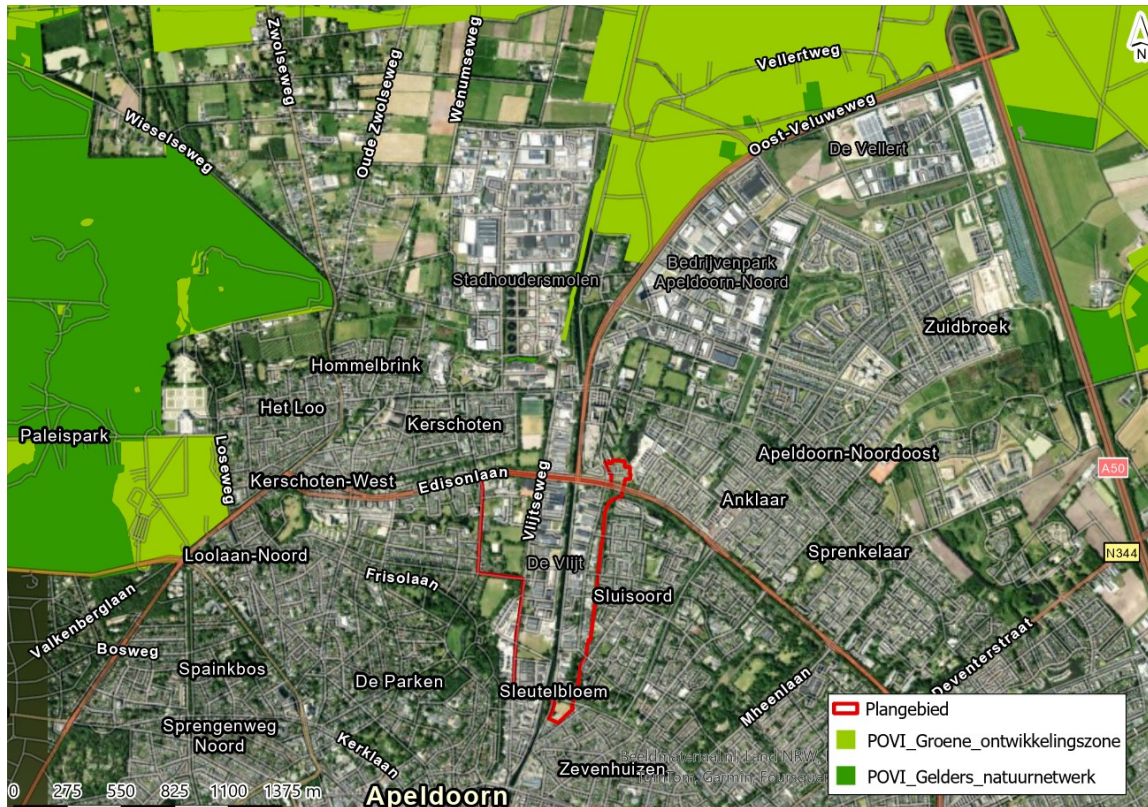 N
Zwolseweg
Oude Zwolseweg
Wenumseweg
Vellertweg
Wieselseweg
Oost-Veluweweg
De Vellert
Stadhoudersmolen
Bedrijvenpark
Apeldoorn-Noord
Zuidbroek
Hommelbrink
Het Loo
Kerschoten
Paleispark
Loseweg
Kerschoten-West
Edisonlaan
Vlijtseweg
Apeldoorn-Noordoost
A50
Anklaar
Loolaan-Noord
De Vlijt
Sprenkelaar
N344
Frisolaan
Sluisoord
Valkenberglaan
Bosweg
Spainkbos
De Parken
Sleutelbloem
Mheenlaan
Deventerstraat
Sprengenweg
Noord
Kerklaan
Zevenhuizen
Apeldoorn
0 275 550 825 1100 1375 m
Plangebied
POVI_Groene_ontwikkelingszone
POVI_Gelders_natuurnetwerk